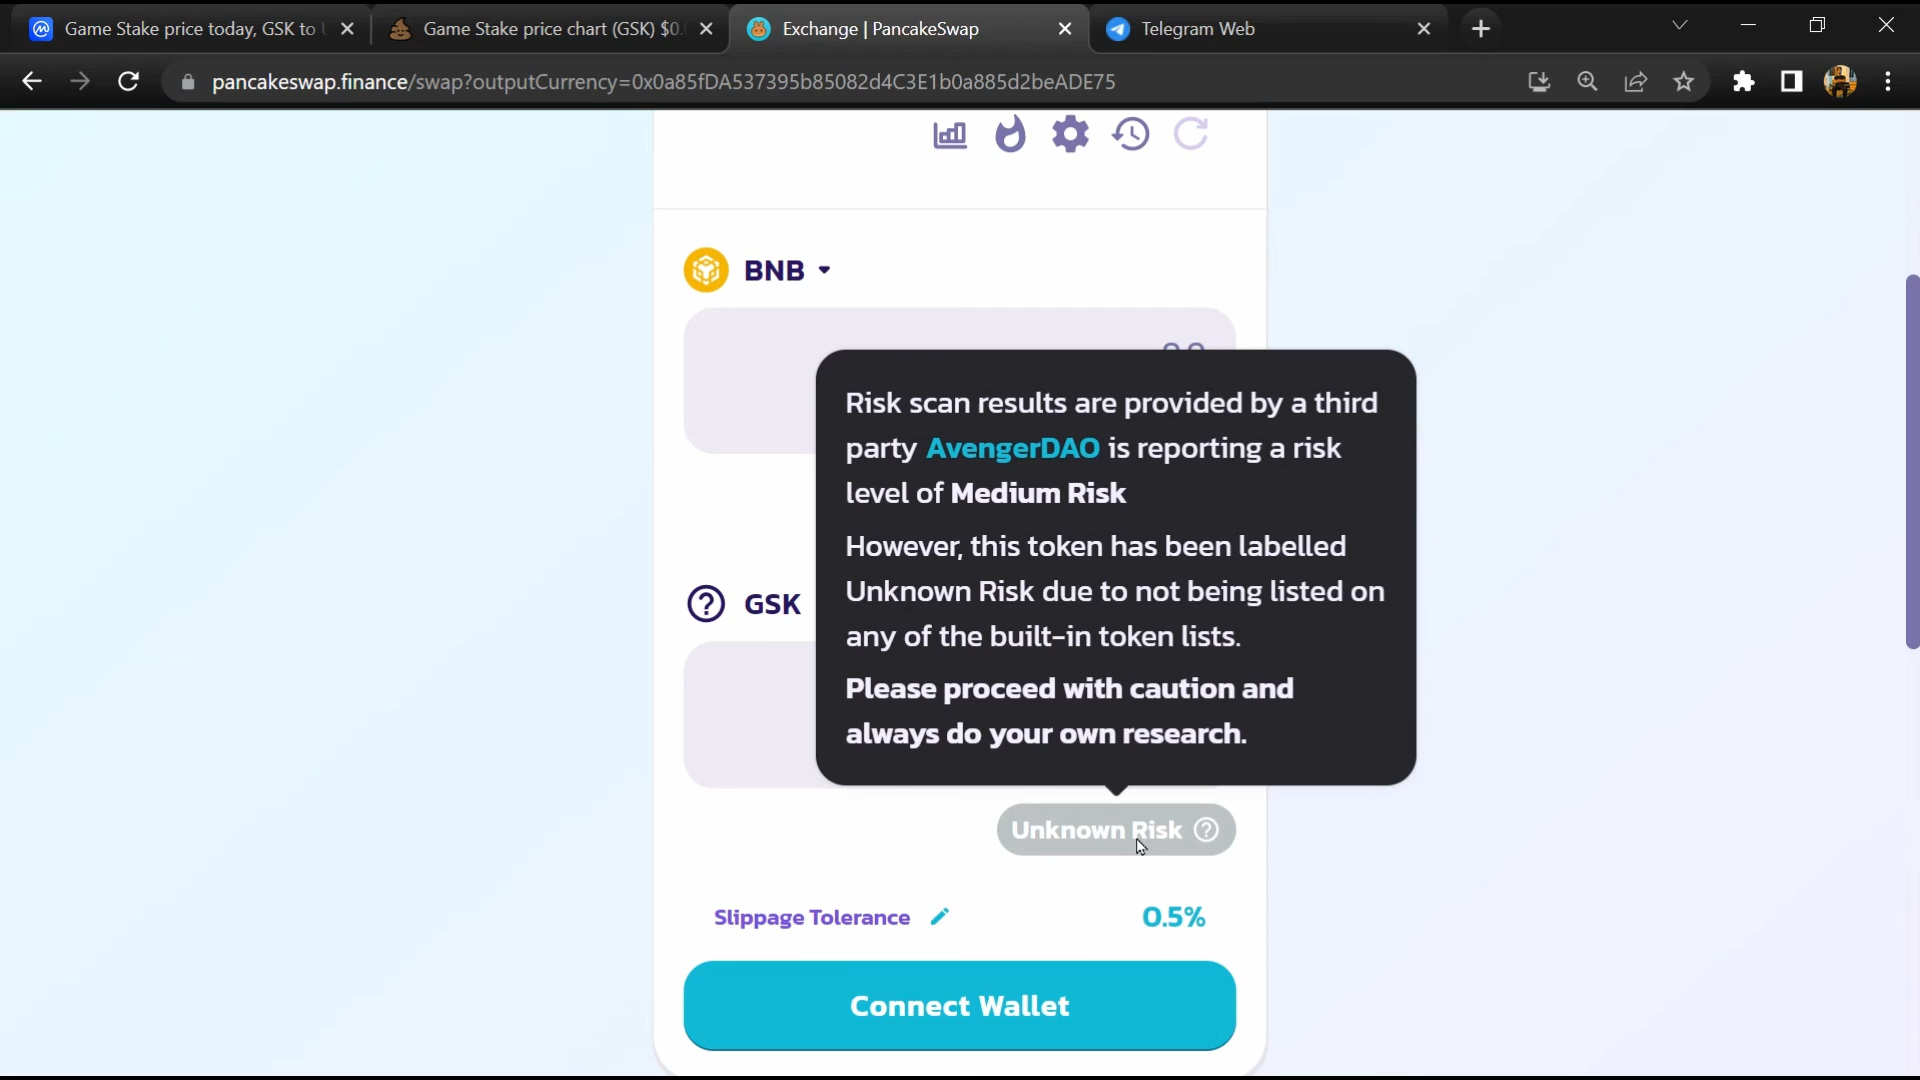 Game Stake price today, GSK to
Game Stake price chart (GSK) $0.
Exchange | PancakeSwap
Telegram Web
pancakeswap.finance/swap?outputCurrency=0x0a85fDA537395b85082d4C3E1b0a885d2beADE75
BNB
Risk scan results are provided by a third
party AvengerDAO is reporting a risk
level of Medium Risk
However, this token has been labelled
Unknown Risk due to not being listed on
any of the built-in token lists.
Please proceed with caution and
always do your own research.
GSK
Unknown Risk
Slippage Tolerance
0.5%
Connect Wallet